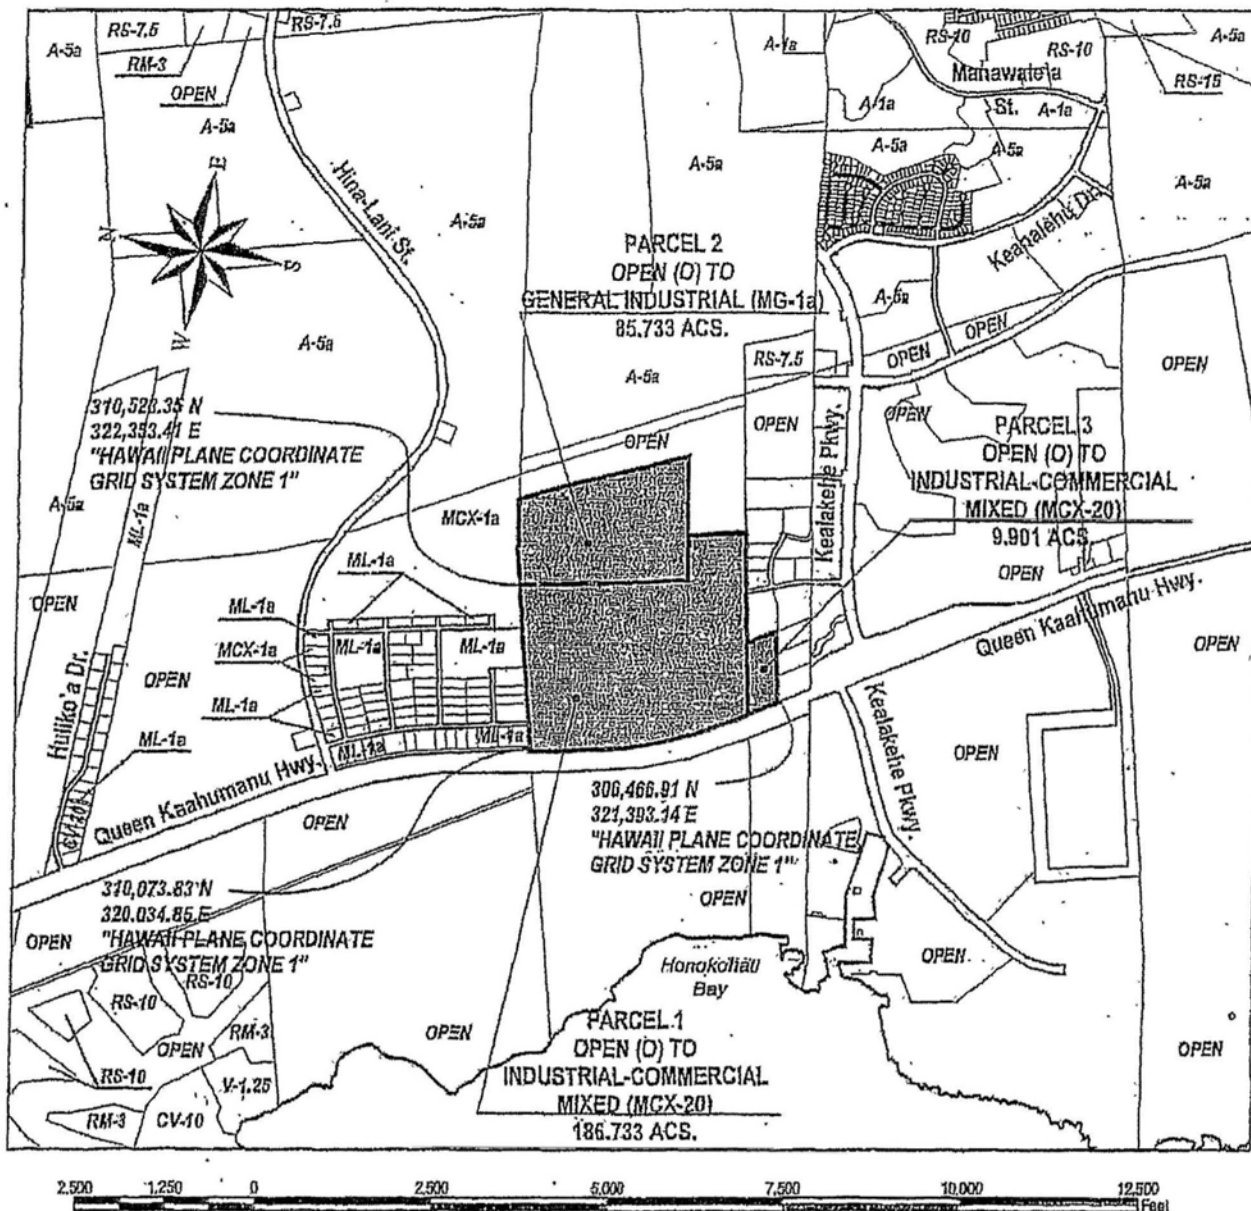 RS-7.5
RS-7.5
A-5a
RM-3
OPEN
A-5a
A-1a
RS-10
RS-10
A-5a
Manawale'a
St.
RS-15
A-1a
A-1a
A-5a
A-5a
A-5a
A-5a
Hina-Lani St.
A-5a
Keanalehu Dr.
N
E
S
W
PARCEL 2
OPEN (O) TO
GENERAL INDUSTRIAL (MG-1a)
85.733 ACS.
A-5a
A-5a
A-5a
RS-7.5
OPEN
OPEN
OPEN
OPEN
OPEN
OPEN
Kealakehe Pkwy.
310,528.35 N
322,353.41 E
"HAWAII PLANE COORDINATE
GRID SYSTEM ZONE 1"
A-5a
ML-1a
PARCEL 3
OPEN (O) TO
INDUSTRIAL-COMMERCIAL
MIXED (MCX-20)
9.901 ACS.
MCX-1a
ML-1a
OPEN
OPEN
ML-1a
MCX-1a
ML-1a
ML-1a
ML-1a
OPEN
Huliko'a Dr.
ML-1a
CV-10
ML-1a
ML-1a
Queen Kaahumanu Hwy.
Queen Kaahumanu Hwy.
OPEN
OPEN
Kealakehe Pkwy.
OPEN
306,466.91 N
321,393.14 E
"HAWAII PLANE COORDINATE
GRID SYSTEM ZONE 1"
310,073.83 N
320,034.85 E
"HAWAII PLANE COORDINATE
GRID SYSTEM ZONE 1"
OPEN
OPEN
OPEN
Honokohau
Bay
RS-10
RS-10
OPEN
RM-3
OPEN
RS-10
V-1.25
RM-3
CV-10
PARCEL 1
OPEN (O) TO
INDUSTRIAL-COMMERCIAL
MIXED (MCX-20)
186.733 ACS.
OPEN
2,500 1,250 0 2,500 5,000 7,500 10,000 12,500
Feet